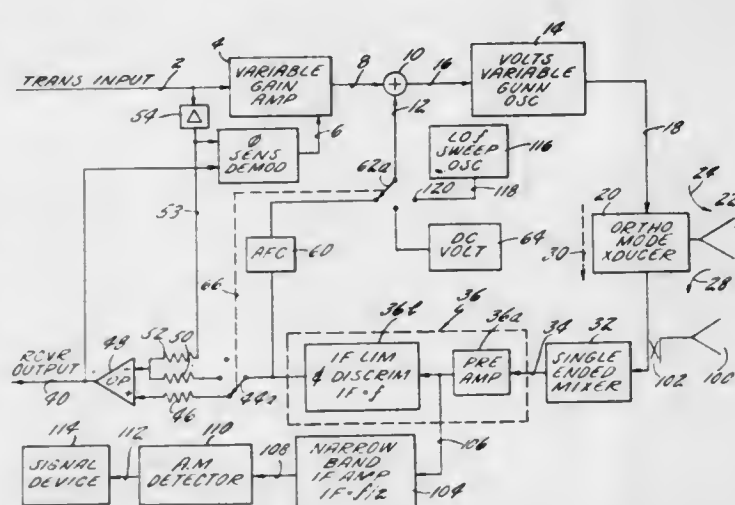 4
14
TRANS INPUT
2
VARIABLE
GAIN
AMP
8
10
+
16
VOLTS
VARIABLE
GUNN
OSC
12
54
Δ
6
Φ
SENS
DEMOD
LO f
SWEEP
OSC
116
18
62a
120
118
24
22
53
20
AFC
60
DC
VOLT
64
30
ORTHO
MODE
XDUCER
66
28
36b
36
36a
52
50
48
34
32
RCVR
OUTPUT
40
OP
-
+
46
44a
IF LIM
& DISCRIM
IF=f
PRE
AMP
SINGLE
ENDED
MIXER
102
100
114
112
110
108
106
SIGNAL
DEVICE
A.M
DETECTOR
NARROW
BAND
IF AMP
IF=f/2
104